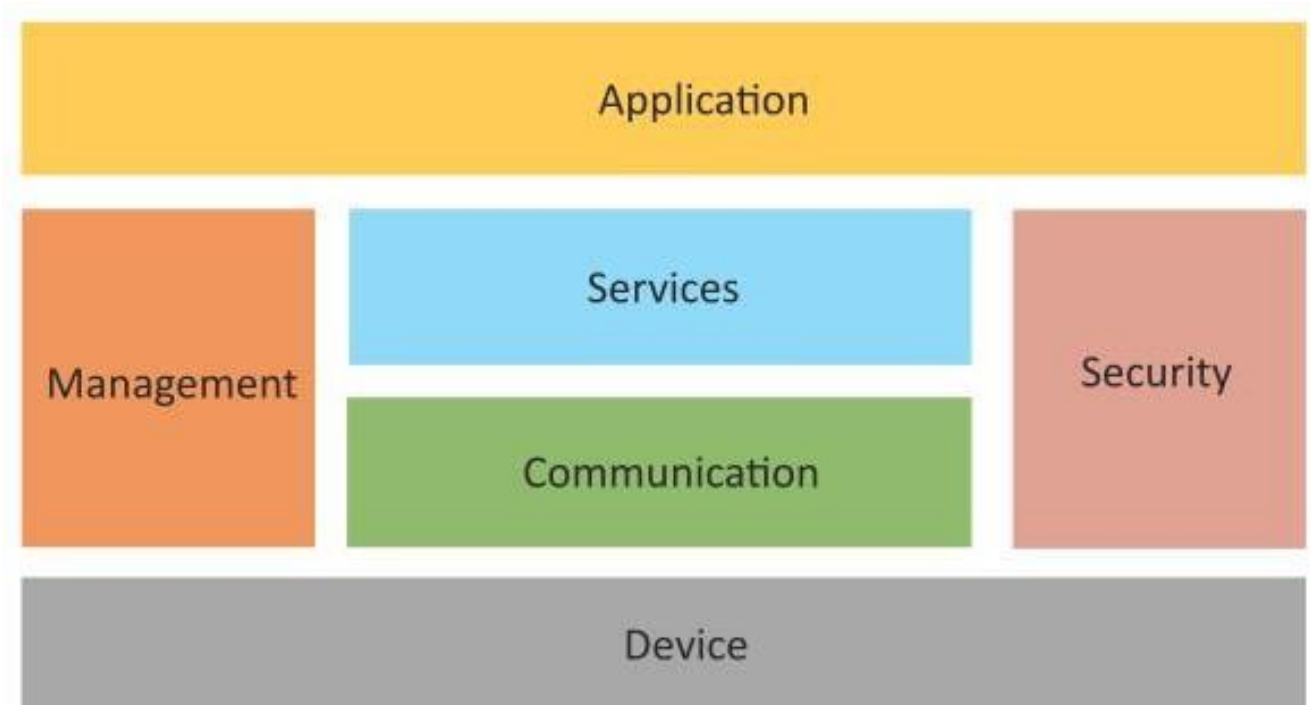 Application
Services
Management
Security
Communication
Device